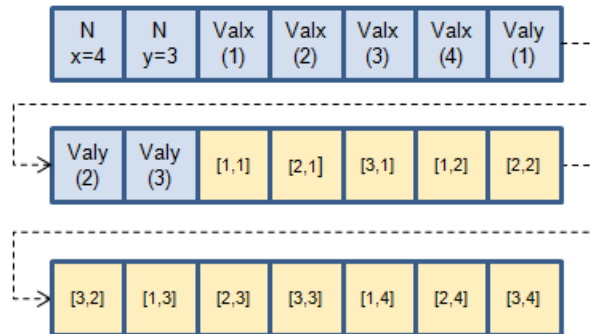 N x=4 N y=3 Valx (1) Valx (2) Valx (3) Valx (4) Valy (1)
Valy (2) Valy (3) [1,1] [2,1] [3,1] [1,2] [2,2]
[3,2] [1,3] [2,3] [3,3] [1,4] [2,4] [3,4]